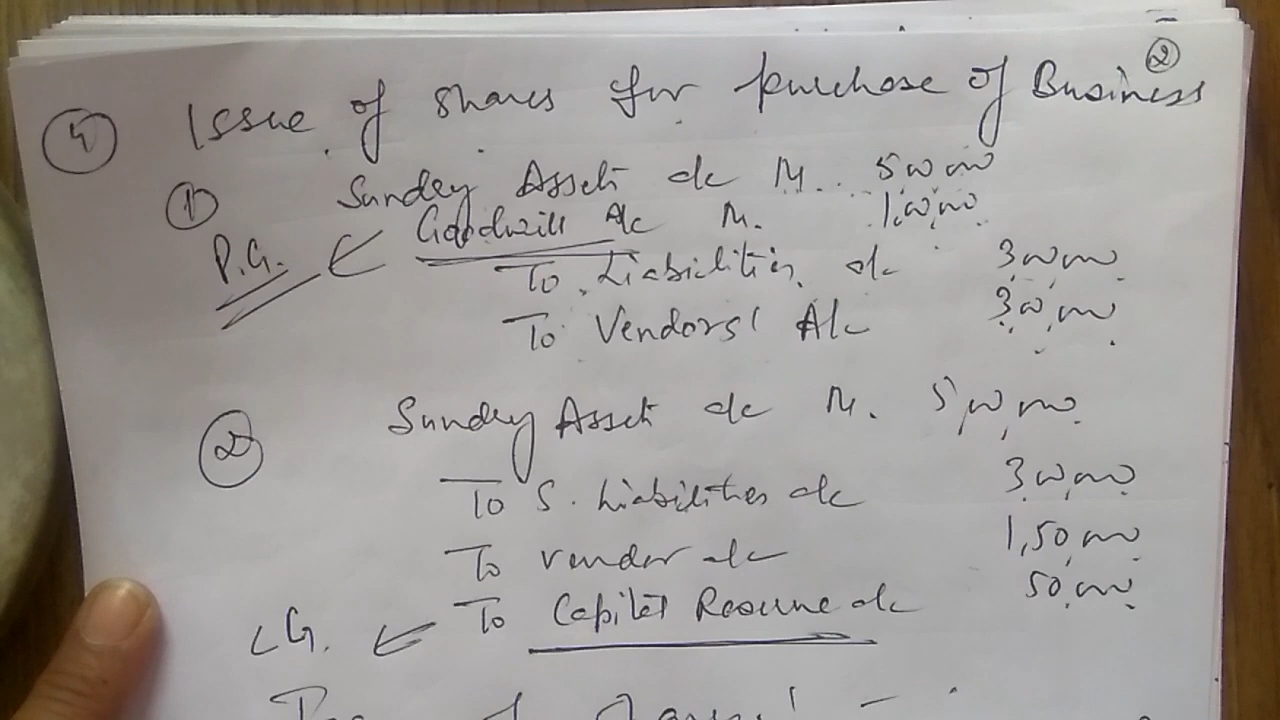 ②
④ Issue of Shares for purchase of Business
① Sundry Assets a/c Dr. 5,00,000
P.G. ← Goodwill A/c Dr. 1,00,000
To Liabilities a/c 3,00,000
To Vendors' A/c 3,00,000
② Sundry Asset a/c Dr. 5,00,000
To S. Liabilities a/c 3,00,000
To vendor a/c 1,50,000
LG. ← To Capital Reserve a/c 50,000